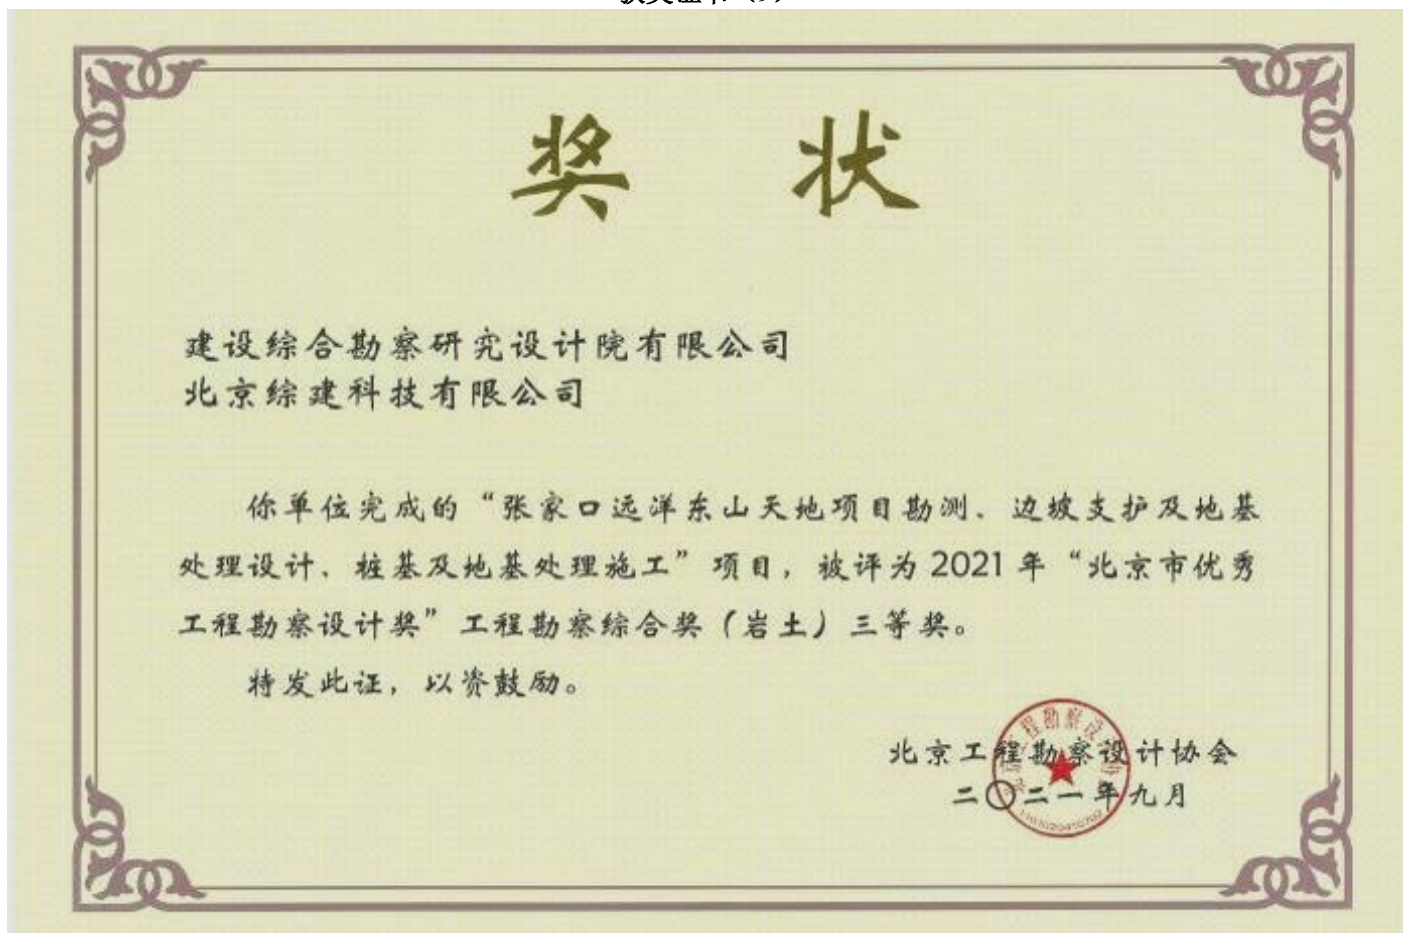 奖 状
建设综合勘察研究设计院有限公司
北京综建科技有限公司
你单位完成的“张家口远洋东山天地项目勘测、边坡支护及地基
处理设计、桩基及地基处理施工”项目，被评为 2021 年“北京市优秀
工程勘察设计奖”工程勘察综合奖（岩土）三等奖。
特发此证，以资鼓励。
北京工程勘察设计协会
二〇二一年九月